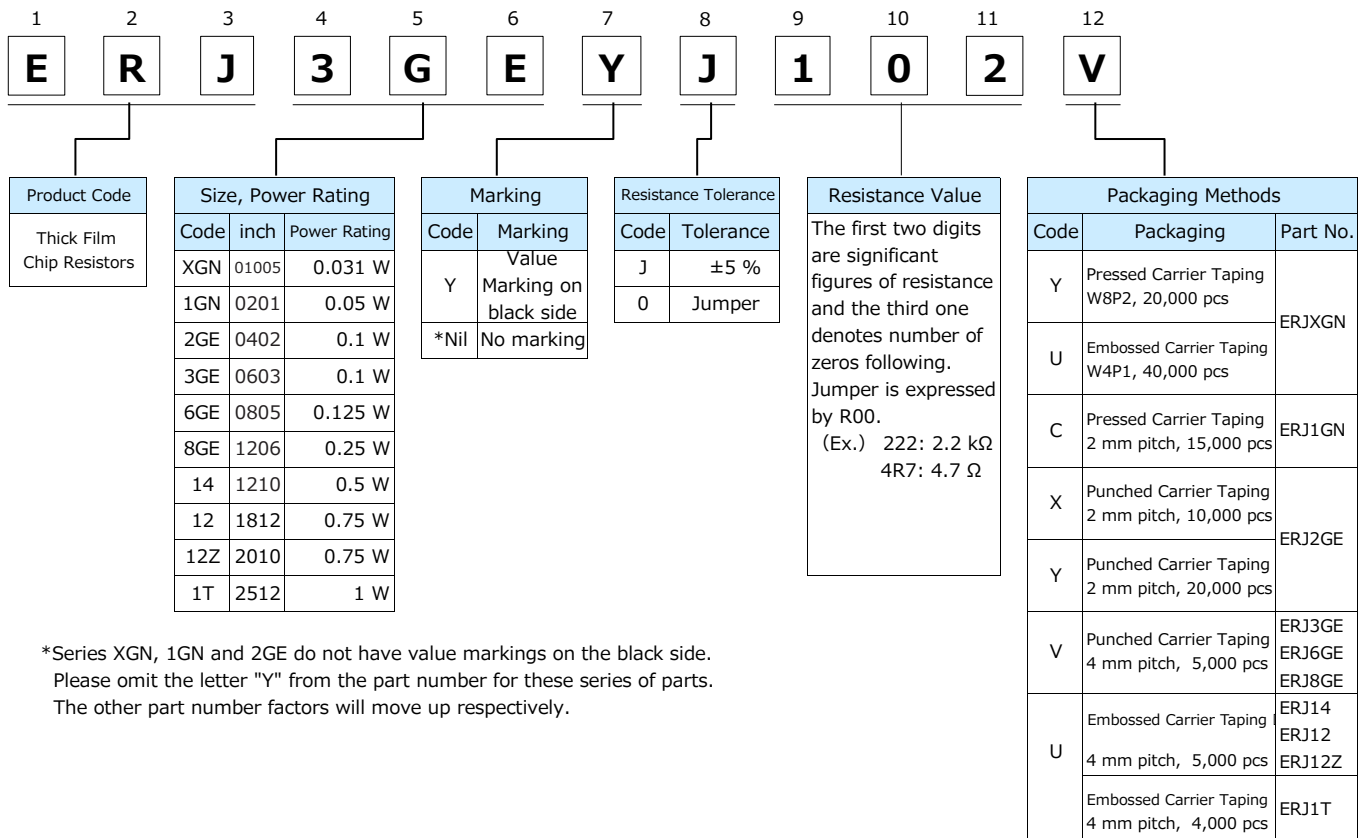 1 2 3 4 5 6 7 8 9 10 11 12
E R J 3 G E Y J 1 0 2 V
Product Code
Thick Film
Chip Resistors
Size, Power Rating
Code inch Power Rating
XGN 01005 0.031 W
1GN 0201 0.05 W
2GE 0402 0.1 W
3GE 0603 0.1 W
6GE 0805 0.125 W
8GE 1206 0.25 W
14 1210 0.5 W
12 1812 0.75 W
12Z 2010 0.75 W
1T 2512 1 W
Marking
Code Marking
Y Value
Marking on
black side
*Nil No marking
Resistance Tolerance
Code Tolerance
J ±5 %
0 Jumper
Resistance Value
The first two digits
are significant
figures of resistance
and the third one
denotes number of
zeros following.
Jumper is expressed
by R00.
(Ex.) 222: 2.2 kΩ
4R7: 4.7 Ω
Packaging Methods
Code Packaging Part No.
Y Pressed Carrier Taping
W8P2, 20,000 pcs
ERJXGN
U Embossed Carrier Taping
W4P1, 40,000 pcs
C Pressed Carrier Taping
2 mm pitch, 15,000 pcs
ERJ1GN
X Punched Carrier Taping
2 mm pitch, 10,000 pcs
ERJ2GE
Y Punched Carrier Taping
2 mm pitch, 20,000 pcs
V Punched Carrier Taping
4 mm pitch, 5,000 pcs
ERJ3GE
ERJ6GE
ERJ8GE
U Embossed Carrier Taping
4 mm pitch, 5,000 pcs
ERJ14
ERJ12
ERJ12Z
Embossed Carrier Taping
4 mm pitch, 4,000 pcs
ERJ1T
*Series XGN, 1GN and 2GE do not have value markings on the black side.
Please omit the letter "Y" from the part number for these series of parts.
The other part number factors will move up respectively.